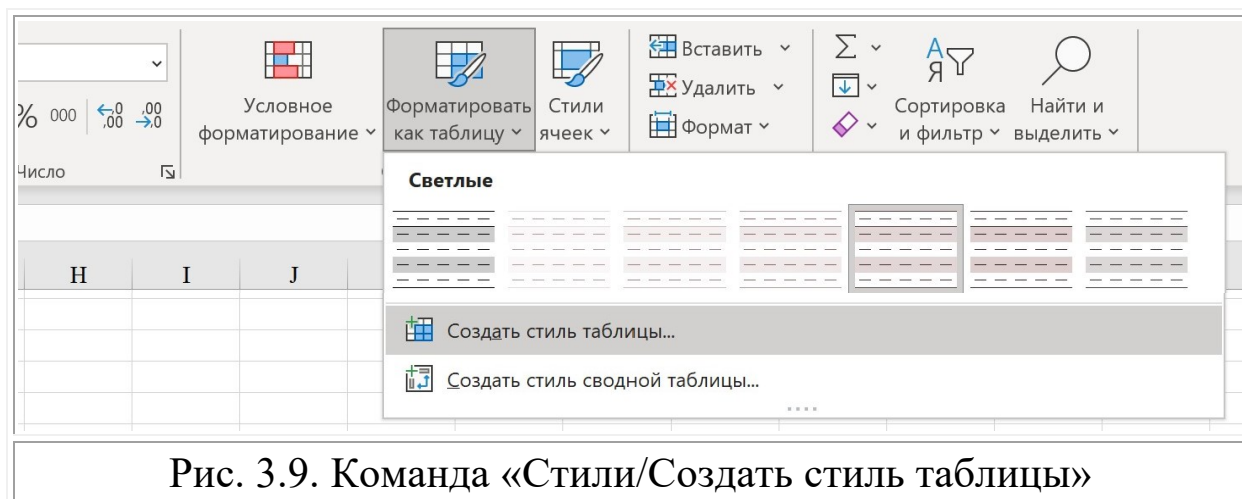 Вставить
Удалить
Формат
Условное форматирование
Форматировать как таблицу
Стили ячеек
Сортировка и фильтр
Найти и выделить
% 000 ←,0 ,00 ,00 →,0
А Я
Число
Светлые
H I J
Создать стиль таблицы...
Создать стиль сводной таблицы...
Рис. 3.9. Команда «Стили/Создать стиль таблицы»